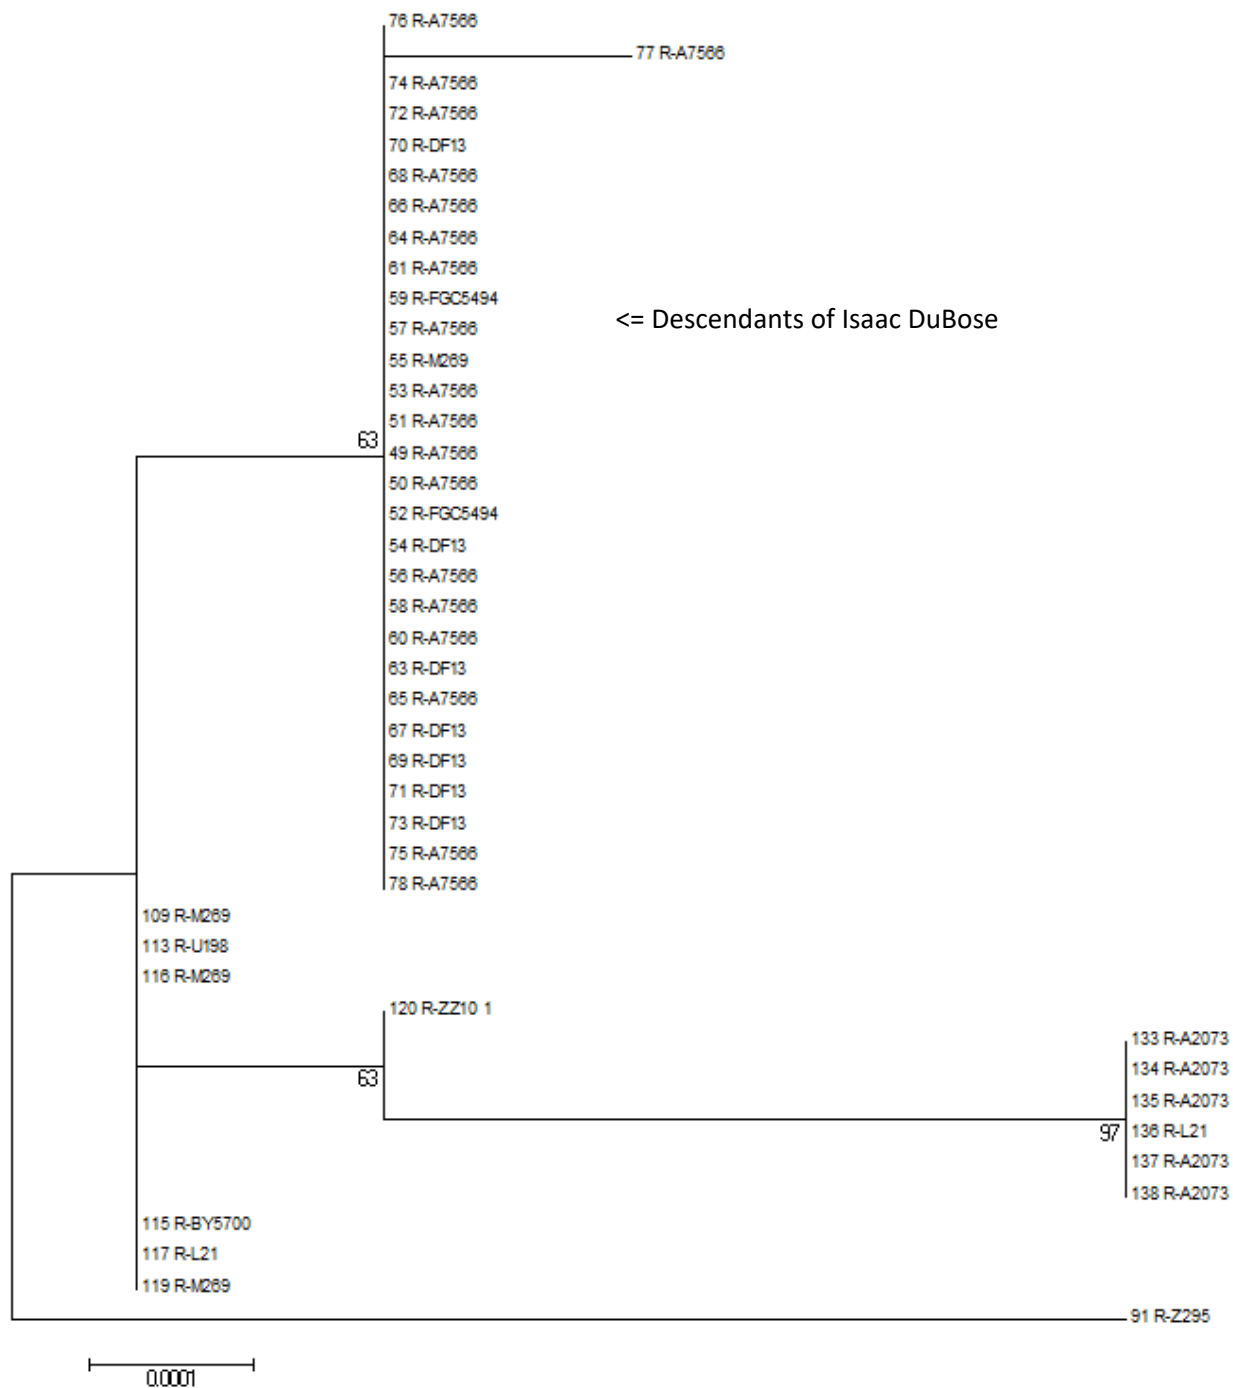 76 R-A7566
77 R-A7566
74 R-A7566
72 R-A7566
70 R-DF13
68 R-A7566
66 R-A7566
64 R-A7566
61 R-A7566
59 R-FGC5494
<= Descendants of Isaac DuBose
57 R-A7566
55 R-M269
53 R-A7566
51 R-A7566
63
49 R-A7566
50 R-A7566
52 R-FGC5494
54 R-DF13
56 R-A7566
58 R-A7566
60 R-A7566
63 R-DF13
65 R-A7566
67 R-DF13
69 R-DF13
71 R-DF13
73 R-DF13
75 R-A7566
78 R-A7566
109 R-M269
113 R-U198
116 R-M269
120 R-ZZ10 1
133 R-A2073
134 R-A2073
63
135 R-A2073
97
136 R-L21
137 R-A2073
138 R-A2073
115 R-BY5700
117 R-L21
119 R-M269
91 R-Z295
0.0001